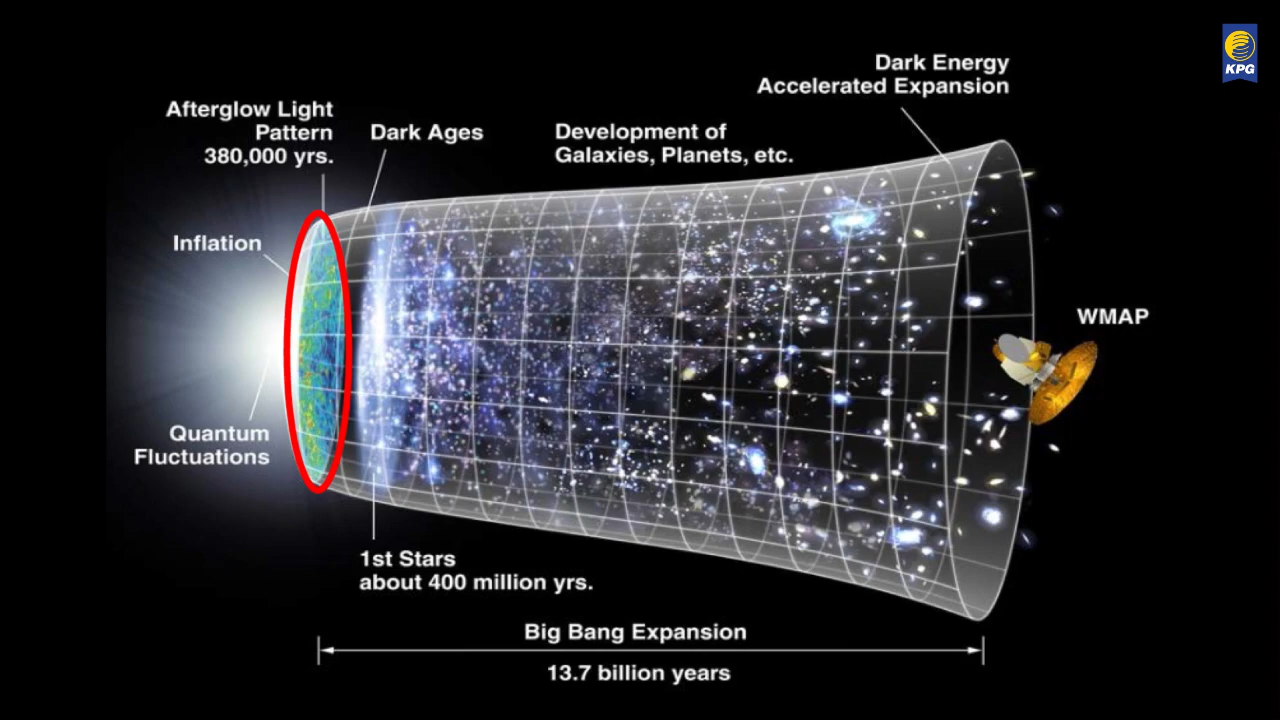 KPG
Dark Energy
Accelerated Expansion
Afterglow Light
Pattern
380,000 yrs.
Dark Ages
Development of
Galaxies, Planets, etc.
Inflation
WMAP
Quantum
Fluctuations
1st Stars
about 400 million yrs.
Big Bang Expansion
13.7 billion years